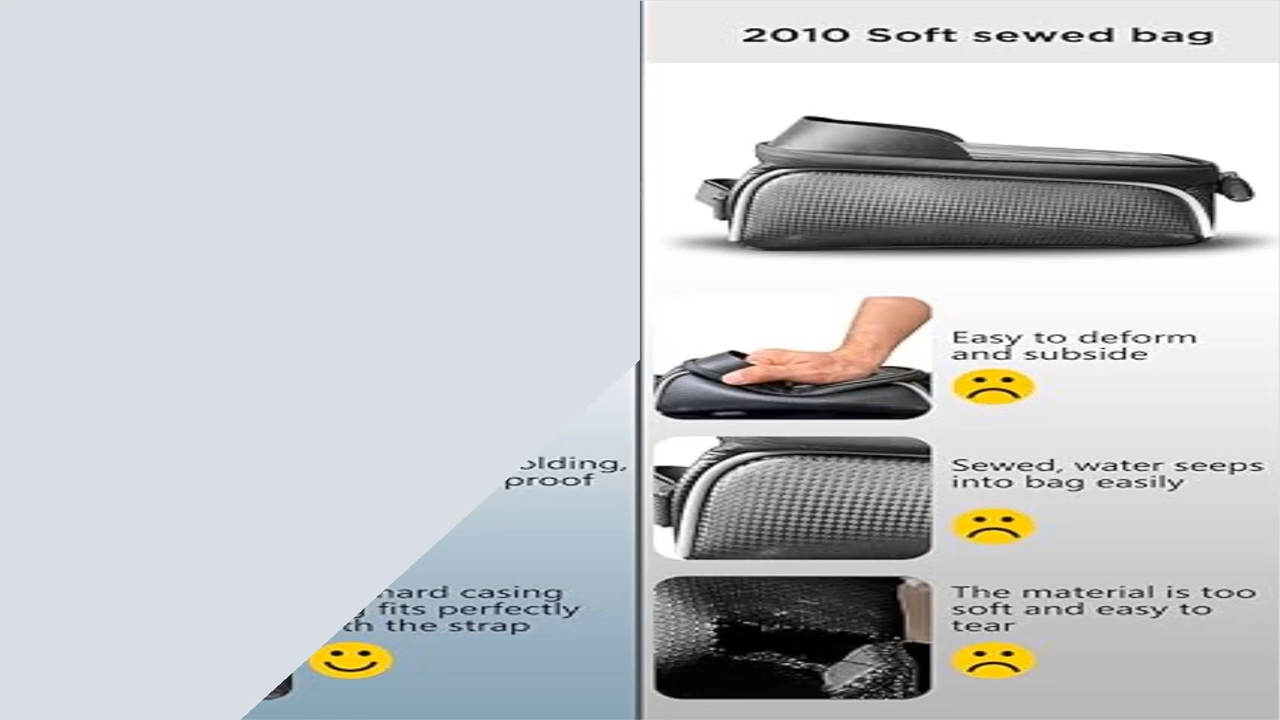 olding,
proof
hard casing
fits perfectly
the strap
2010 Soft sewed bag
Easy to deform
and subside
Sewed, water seeps
into bag easily
The material is too
soft and easy to
tear